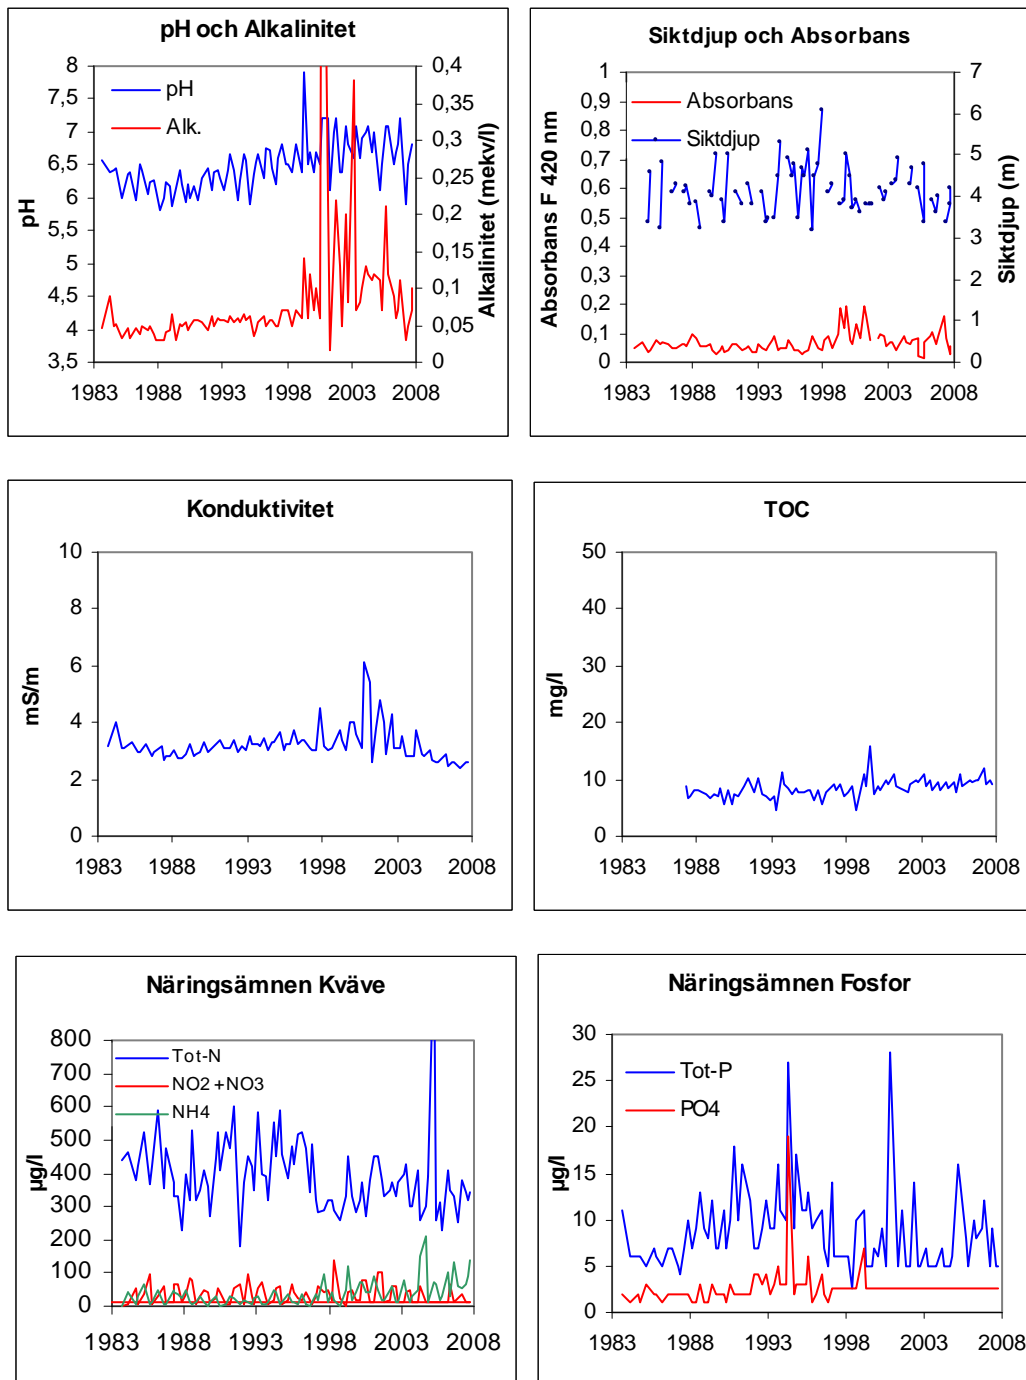 pH och Alkalinitet
8
7,5
7
6,5
6
5,5
5
4,5
4
3,5
pH
pH
Alk.
0,4
0,35
0,3
0,25
0,2
0,15
0,1
0,05
0
Alkalinitet (mekv/l)
1983 1988 1993 1998 2003 2008
Siktdjup och Absorbans
1
0,9
0,8
0,7
0,6
0,5
0,4
0,3
0,2
0,1
0
Absorbans F 420 nm
Absorbans
Siktdjup
7
6
5
4
3
2
1
0
Siktdjup (m)
1983 1988 1993 1998 2003 2008
Konduktivitet
10
8
6
4
2
0
mS/m
1983 1988 1993 1998 2003 2008
TOC
50
40
30
20
10
0
mg/l
1983 1988 1993 1998 2003 2008
Näringsämnen Kväve
800
700
600
500
400
300
200
100
0
µg/l
Tot-N
NO2 +NO3
NH4
1983 1988 1993 1998 2003 2008
Näringsämnen Fosfor
30
25
20
15
10
5
0
µg/l
Tot-P
PO4
1983 1988 1993 1998 2003 2008